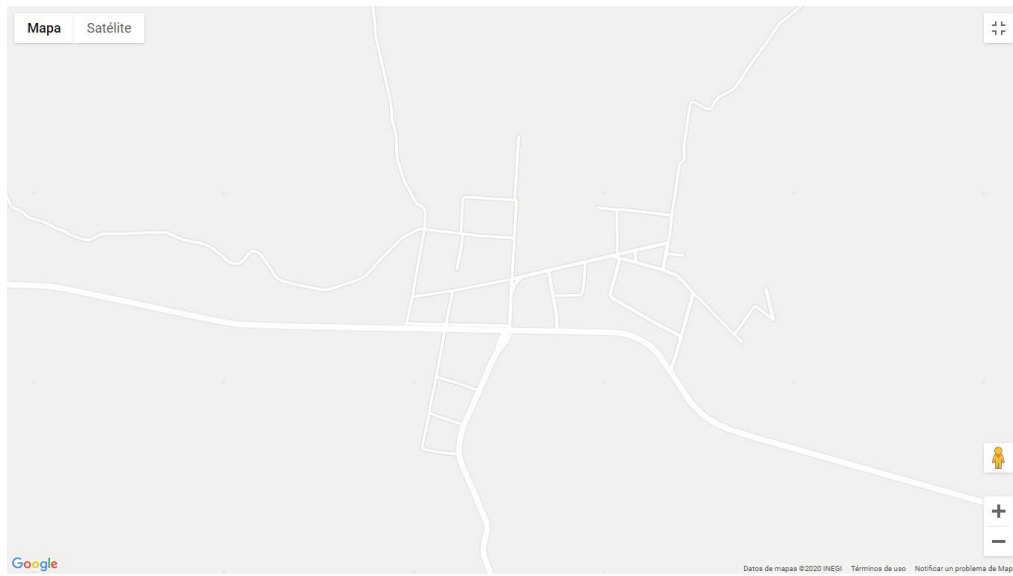 Mapa Satélite
Google
Datos de mapas ©2020 INEGI Términos de uso Notificar un problema de Map